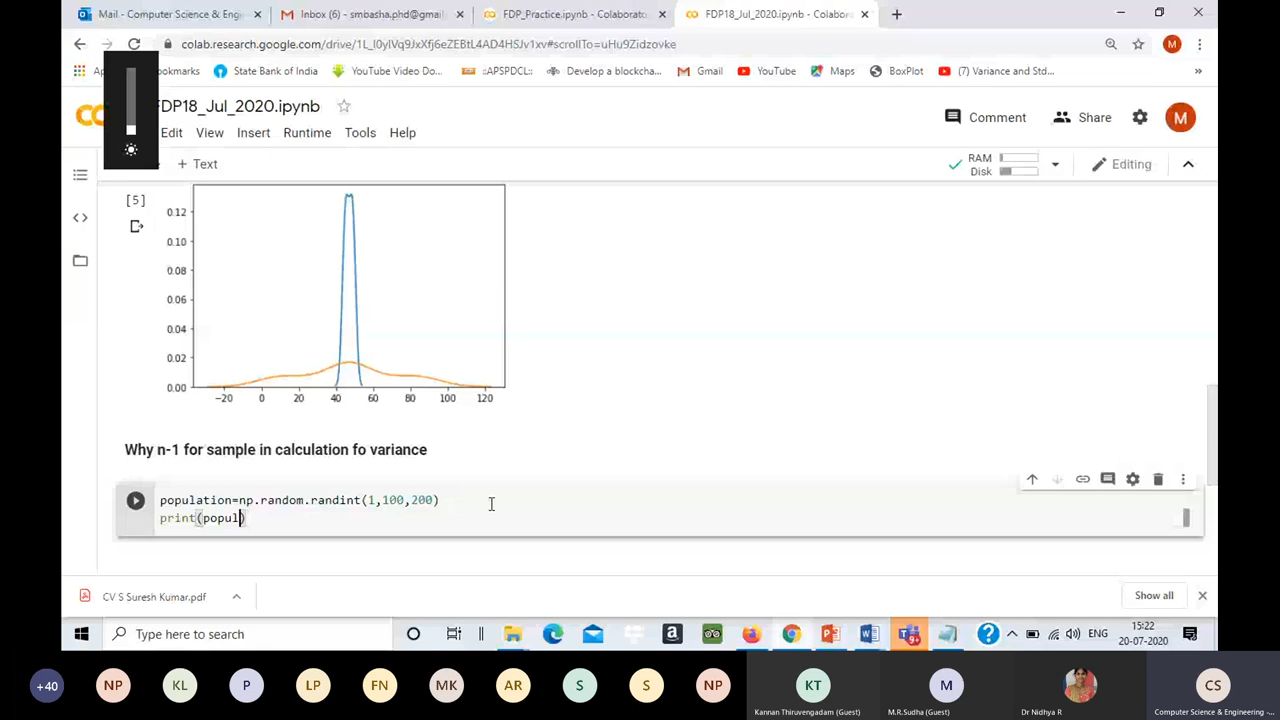 Mail - Computer Science & Engi
Inbox (6) - smbasha.phd@gmail
FDP_Practice.ipynb - Colaborato
FDP18_Jul_2020.ipynb - Colabora
colab.research.google.com/drive/1L_I0yIVq9JxXfj6eZEBtL4AD4HSJv1xv#scrollTo=uHu9Zidzovke
M
Ap
okmarks
State Bank of India
YouTube Video Do...
::APSPDCL::
Develop a blockcha...
Gmail
YouTube
Maps
BoxPlot
(7) Variance and Std...
»
FDP18_Jul_2020.ipynb
Comment
Share
M
Edit View Insert Runtime Tools Help
+ Text
RAM
Disk
Editing
[5]
0.12
0.10
0.08
0.06
0.04
0.02
0.00
−20 0 20 40 60 80 100 120
Why n-1 for sample in calculation fo variance
population=np.random.randint(1,100,200)
print(popul)
CV S Suresh Kumar.pdf
Show all
Type here to search
9+
ENG
15:22
20-07-2020
+40 NP KL P LP FN MK AR S S NP KT M CS
Kannan Thiruvengadam (Guest)
M.R.Sudha (Guest)
Dr Nidhya R
Computer Science & Engineering -...